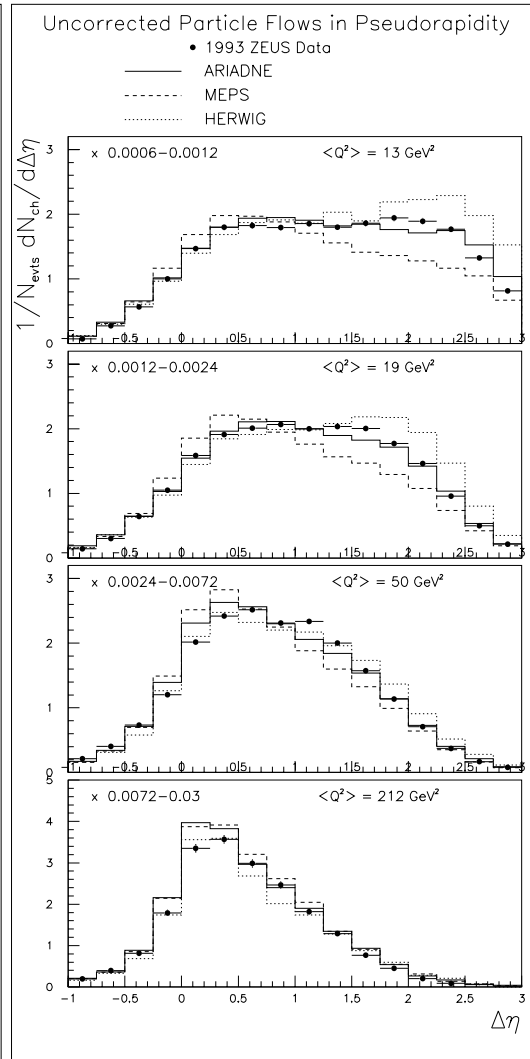 Uncorrected Particle Flows in Pseudorapidity
1993 ZEUS Data
ARIADNE
MEPS
HERWIG
1/N_evts dN_ch/dΔη
3
x 0.0006-0.0012 <Q²> = 13 GeV²
2
1
0
-1 -0.5 0 0.5 1 1.5 2 2.5 3
3
x 0.0012-0.0024 <Q²> = 19 GeV²
2
1
0
-1 -0.5 0 0.5 1 1.5 2 2.5 3
3
x 0.0024-0.0072 <Q²> = 50 GeV²
2
1
0
-1 -0.5 0 0.5 1 1.5 2 2.5 3
5
x 0.0072-0.03 <Q²> = 212 GeV²
4
3
2
1
0
-1 -0.5 0 0.5 1 1.5 2 2.5 3
Δη